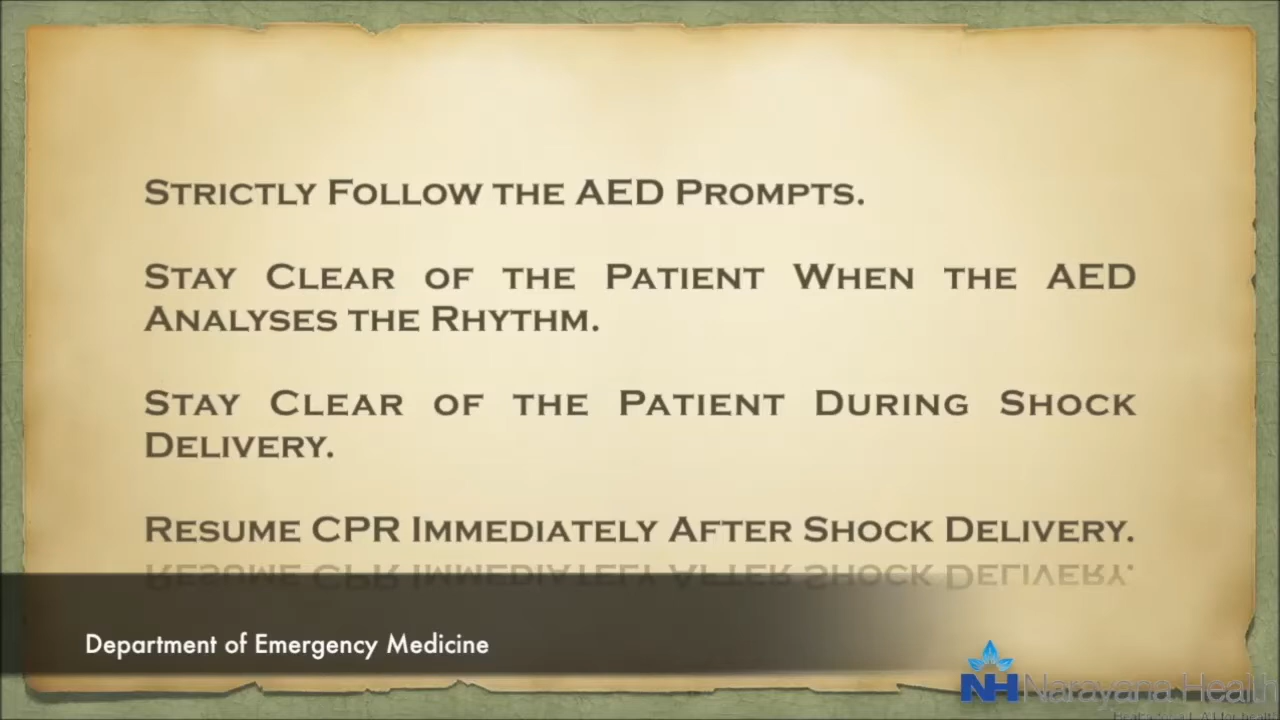 Strictly Follow the AED Prompts.
Stay Clear of the Patient When the AED
Analyses the Rhythm.
Stay Clear of the Patient During Shock
Delivery.
Resume CPR Immediately After Shock Delivery.
Department of Emergency Medicine
NH Narayana Health